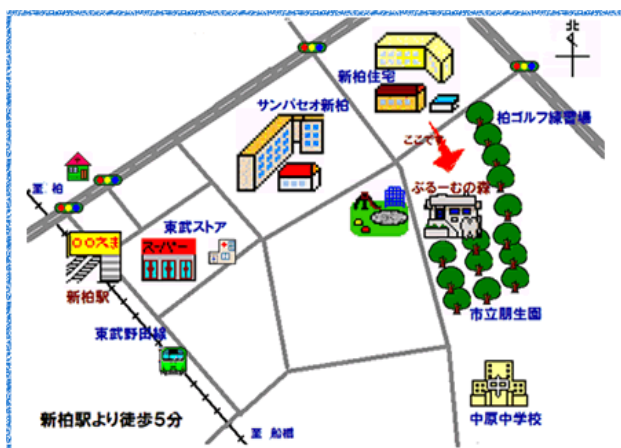 北
新柏住宅
柏ゴルフ練習場
サンパセオ新柏
ここです
ぶるーむの森
至 柏
東武ストア
スーパー
新柏駅
市立朋生園
東武野田線
中原中学校
新柏駅より徒歩5分
至 船橋